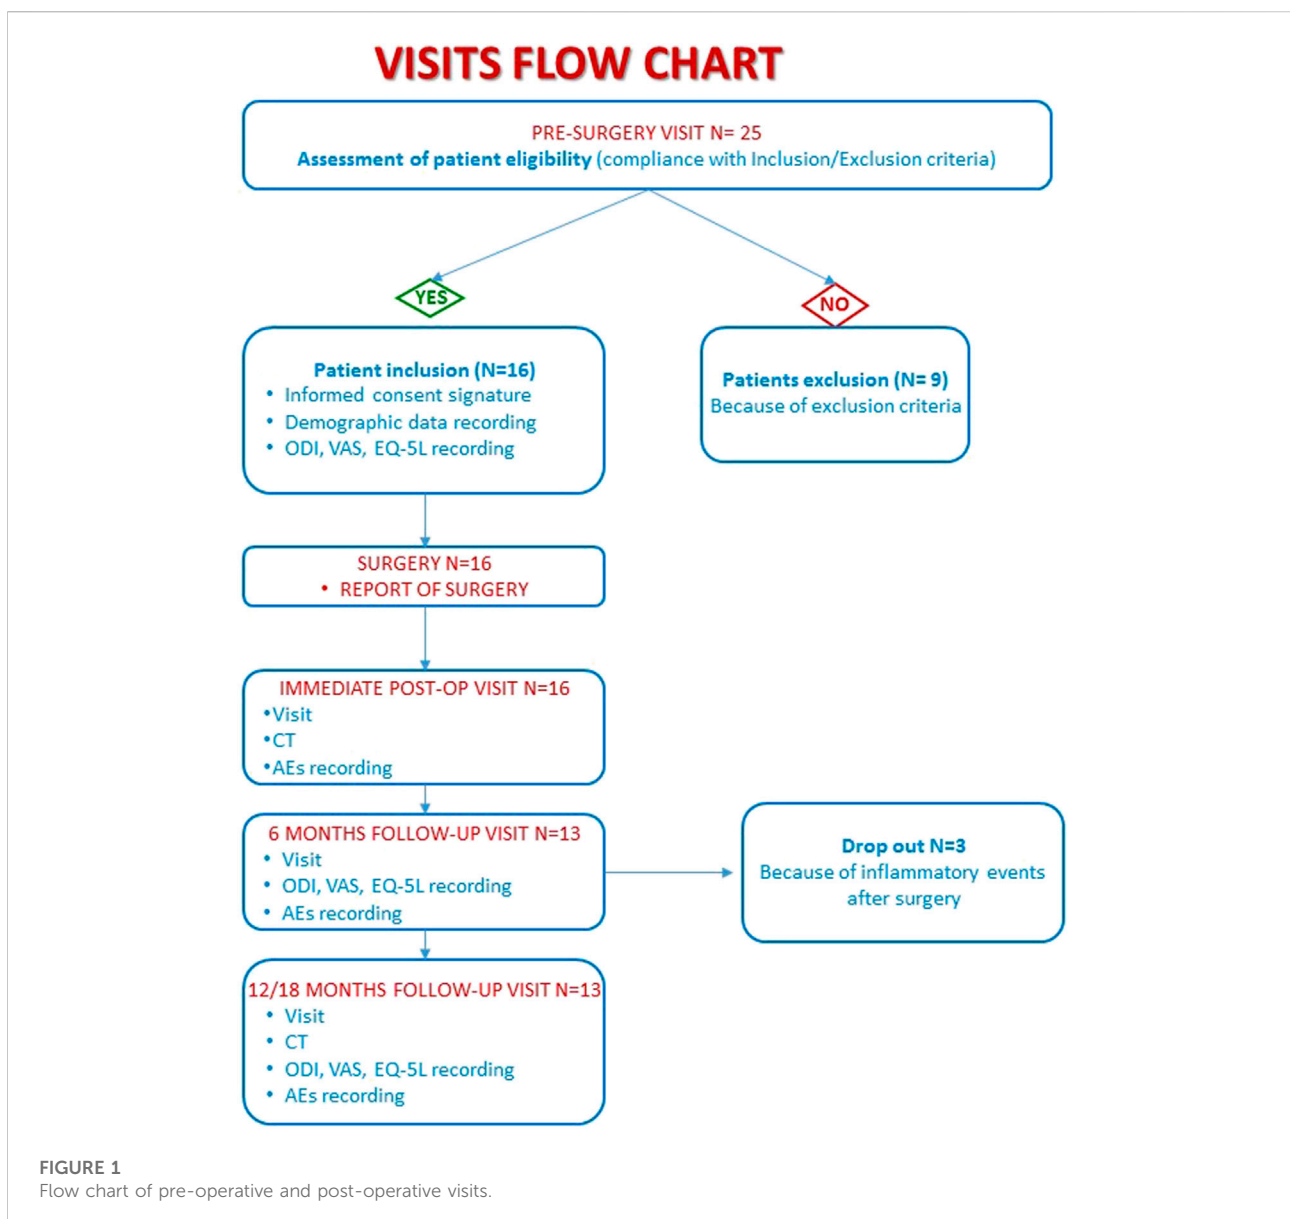 VISITS FLOW CHART
PRE-SURGERY VISIT N= 25
Assessment of patient eligibility (compliance with Inclusion/Exclusion criteria)
YES
NO
Patient inclusion (N=16)
• Informed consent signature
• Demographic data recording
• ODI, VAS, EQ-5L recording
Patients exclusion (N= 9)
Because of exclusion criteria
SURGERY N=16
• REPORT OF SURGERY
IMMEDIATE POST-OP VISIT N=16
•Visit
•CT
•AEs recording
6 MONTHS FOLLOW-UP VISIT N=13
• Visit
• ODI, VAS, EQ-5L recording
• AEs recording
Drop out N=3
Because of inflammatory events
after surgery
12/18 MONTHS FOLLOW-UP VISIT N=13
• Visit
• CT
• ODI, VAS, EQ-5L recording
• AEs recording
FIGURE 1
Flow chart of pre-operative and post-operative visits.